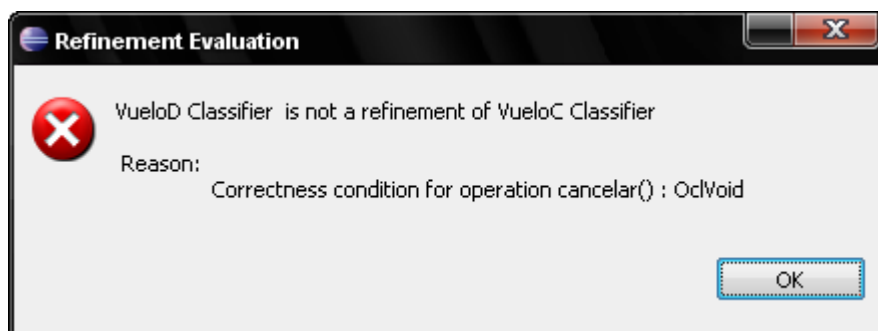 Refinement Evaluation
VueloD Classifier is not a refinement of VueloC Classifier
Reason:
Correctness condition for operation cancelar() : OclVoid
OK